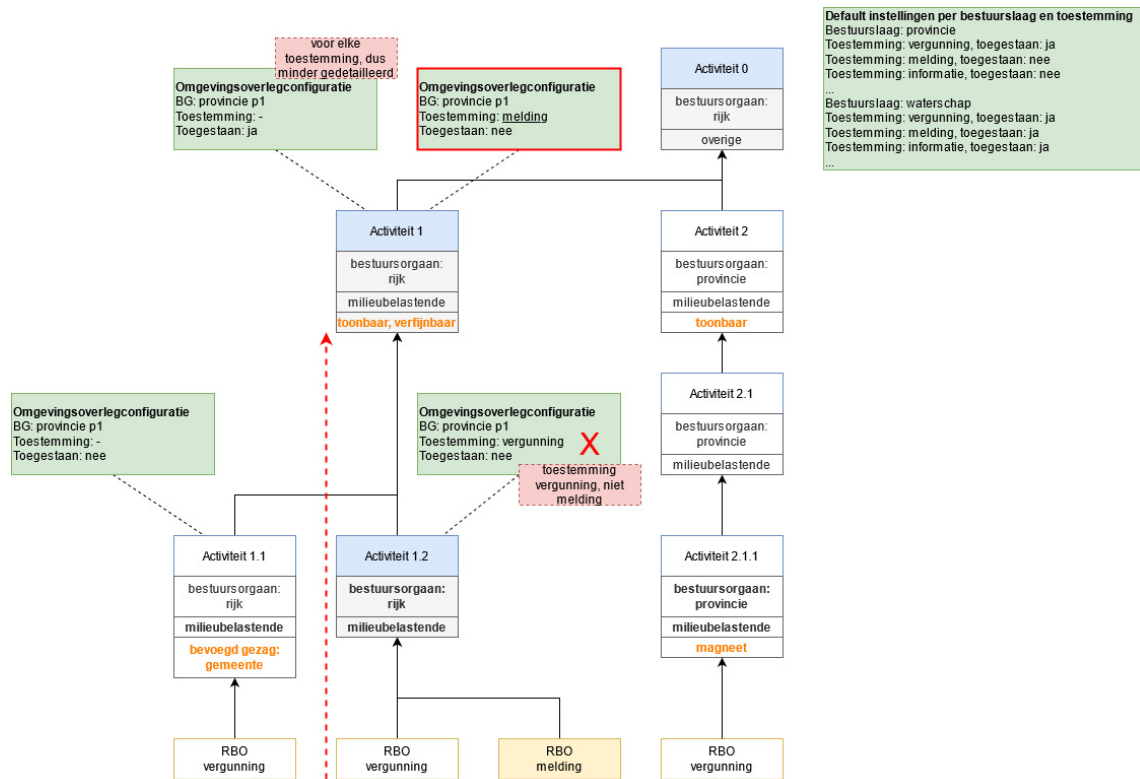 voor elke
toestemming, dus
minder gedetailleerd
Omgevingsoverlegconfiguratie
BG: provincie p1
Toestemming: -
Toegestaan: ja
Omgevingsoverlegconfiguratie
BG: provincie p1
Toestemming: melding
Toegestaan: nee
Activiteit 0
bestuursorgaan:
rijk
overige
Default instellingen per bestuurslaag en toestemming
Bestuurslaag: provincie
Toestemming: vergunning, toegestaan: ja
Toestemming: melding, toegestaan: nee
Toestemming: informatie, toegestaan: nee
...
Bestuurslaag: waterschap
Toestemming: vergunning, toegestaan: ja
Toestemming: melding, toegestaan: ja
Toestemming: informatie, toegestaan: ja
...
Activiteit 1
bestuursorgaan:
rijk
milieubelastende
toonbaar, verfijnbaar
Activiteit 2
bestuursorgaan:
provincie
milieubelastende
toonbaar
Omgevingsoverlegconfiguratie
BG: provincie p1
Toestemming: -
Toegestaan: nee
Omgevingsoverlegconfiguratie
BG: provincie p1
Toestemming: vergunning
Toegestaan: nee
X
toestemming
vergunning, niet
melding
Activiteit 2.1
bestuursorgaan:
provincie
milieubelastende
Activiteit 1.1
bestuursorgaan:
rijk
milieubelastende
bevoegd gezag:
gemeente
Activiteit 1.2
bestuursorgaan:
rijk
milieubelastende
Activiteit 2.1.1
bestuursorgaan:
provincie
milieubelastende
magneet
RBO
vergunning
RBO
vergunning
RBO
melding
RBO
vergunning